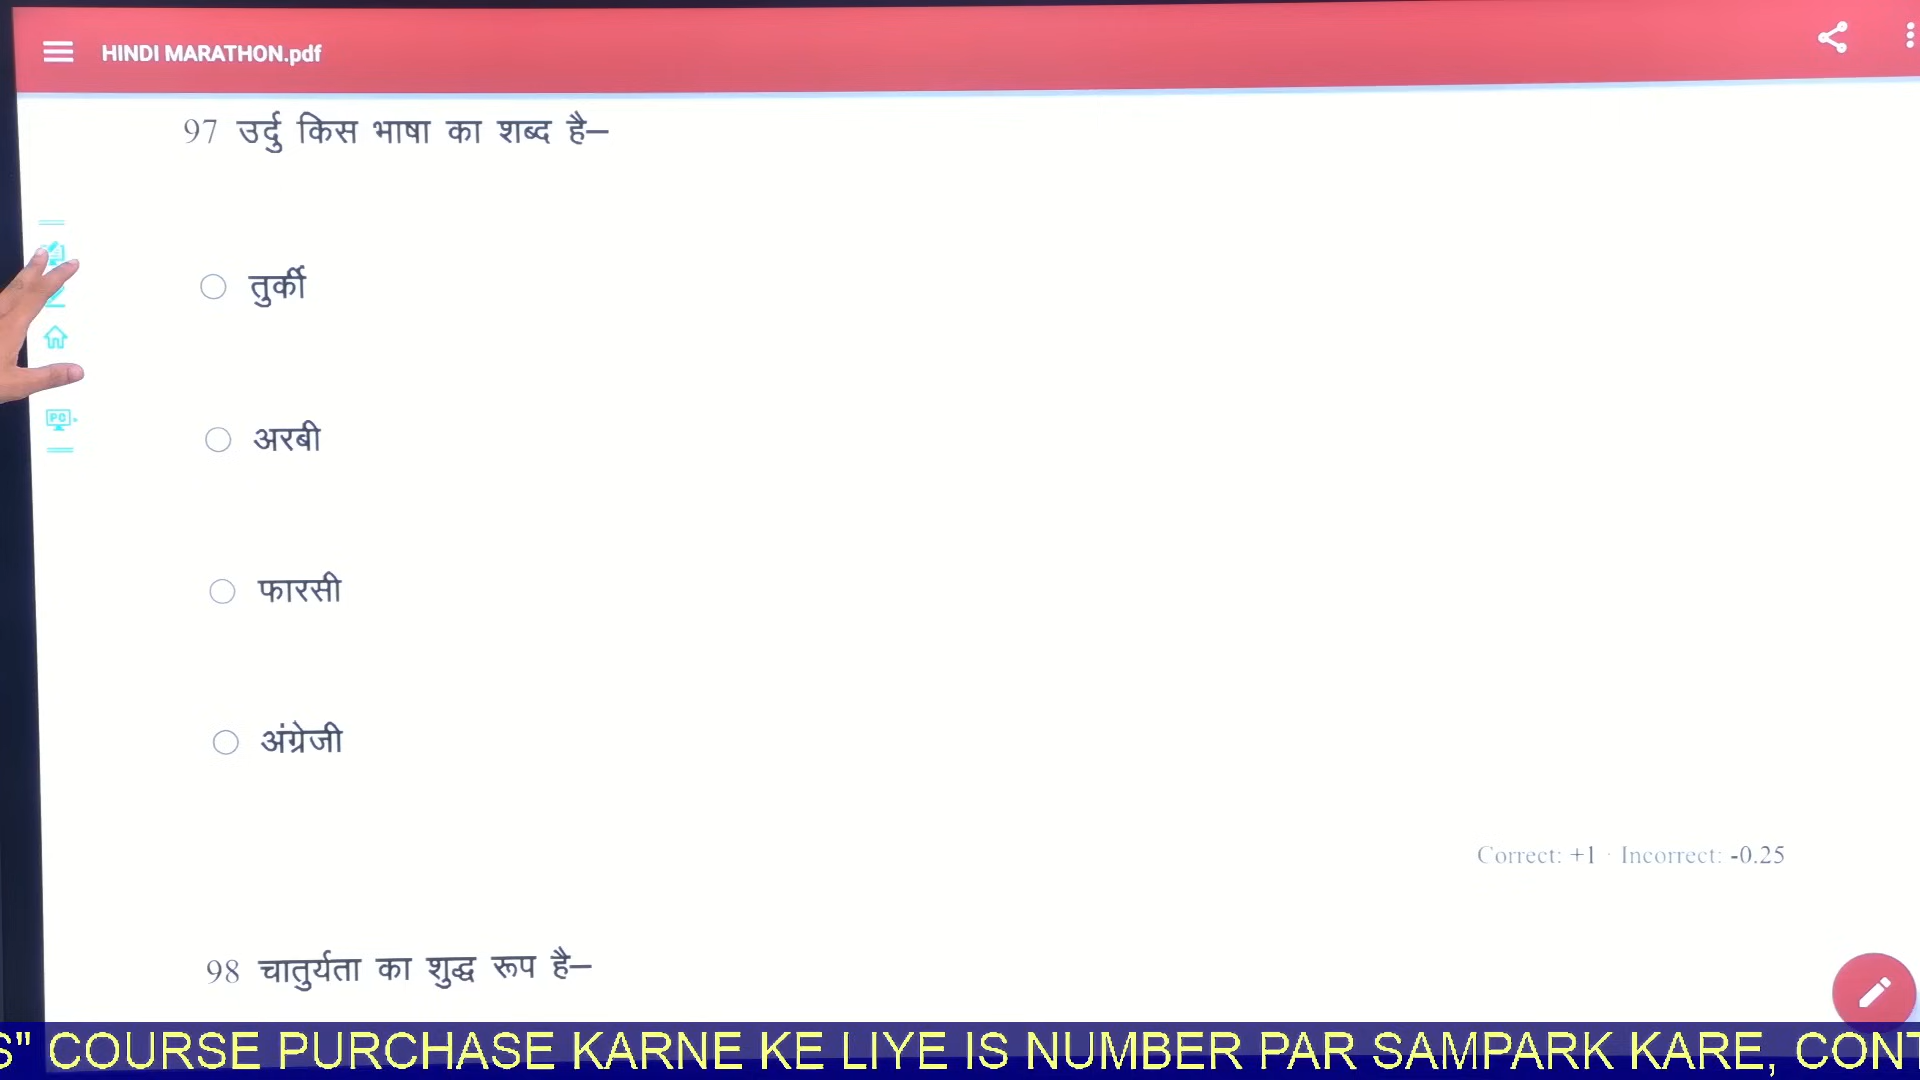 HINDI MARATHON.pdf
97 उर्दु किस भाषा का शब्द है–
तुर्की
अरबी
PC
फारसी
अंग्रेजी
Correct: +1 · Incorrect: -0.25
98 चातुर्यता का शुद्ध रूप है–
S" COURSE PURCHASE KARNE KE LIYE IS NUMBER PAR SAMPARK KARE, CONT